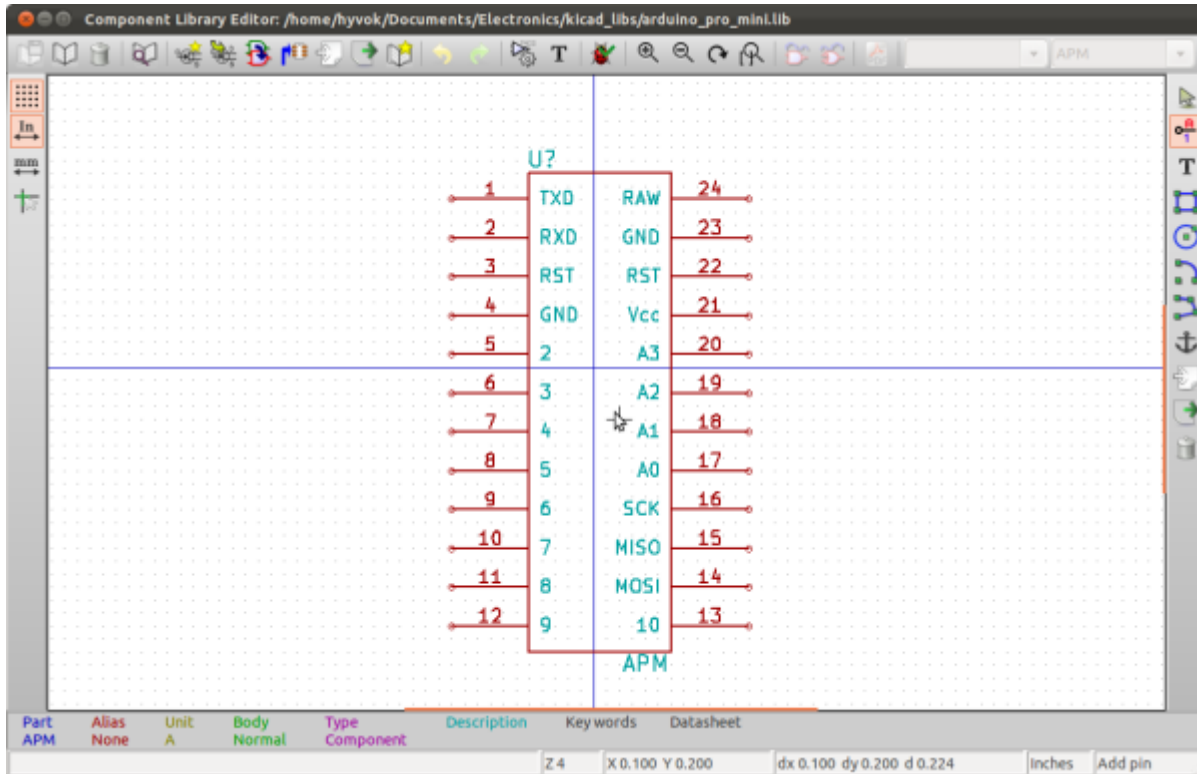 Component Library Editor: /home/hyvok/Documents/Electronics/kicad_libs/arduino_pro_mini.lib
T
APM
In
mm
T
U?
1 TXD RAW 24
2 RXD GND 23
3 RST RST 22
4 GND Vcc 21
5 2 A3 20
6 3 A2 19
7 4 A1 18
8 5 A0 17
9 6 SCK 16
10 7 MISO 15
11 8 MOSI 14
12 9 10 13
APM
Part Alias Unit Body Type Description Key words Datasheet
APM None A Normal Component
Z 4 X 0.100 Y 0.200 dx 0.100 dy 0.200 d 0.224 Inches Add pin